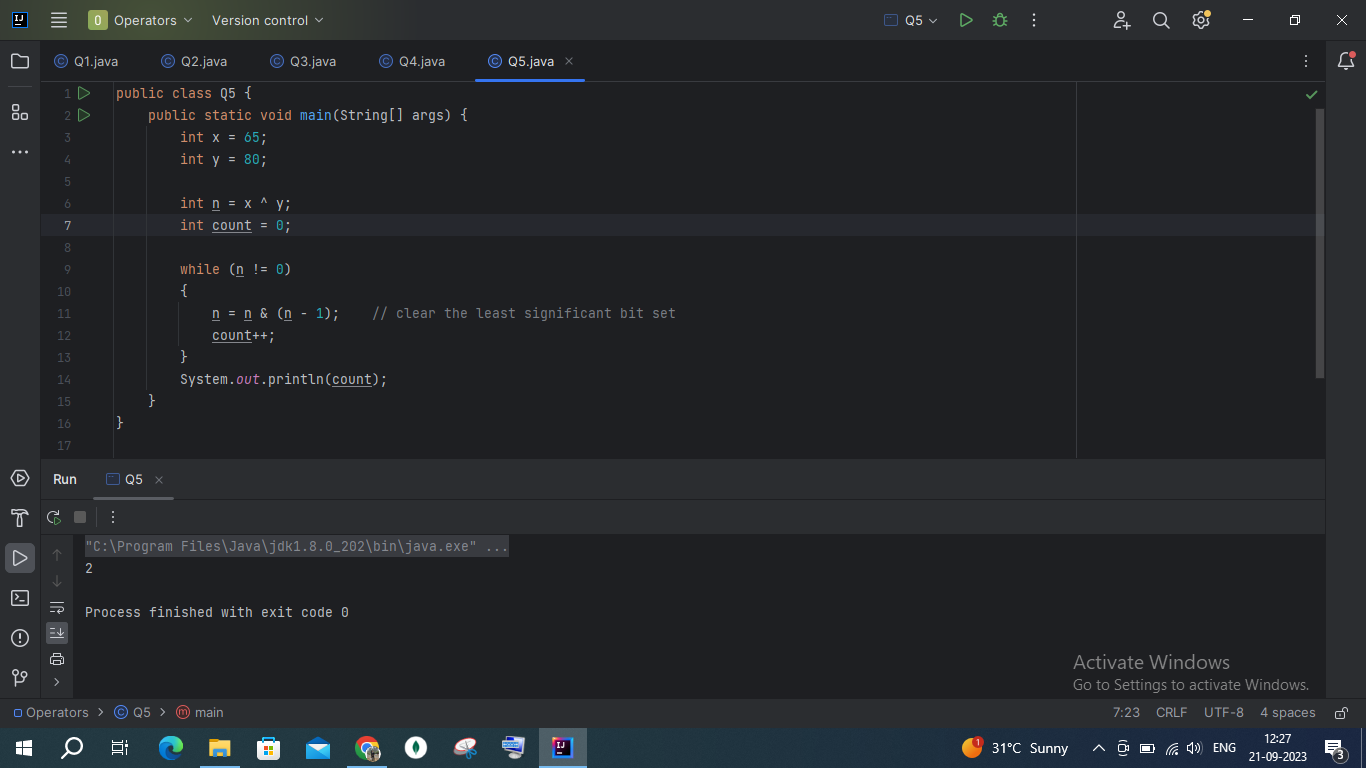 O Operators Version control Q5
Q1.java Q2.java Q3.java Q4.java Q5.java
1 public class Q5 {
2     public static void main(String[] args) {
3         int x = 65;
4         int y = 80;
5
6         int n = x ^ y;
7         int count = 0;
8
9         while (n != 0)
10         {
11             n = n & (n - 1);    // clear the least significant bit set
12             count++;
13         }
14         System.out.println(count);
15     }
16 }
17
Run Q5
"C:\Program Files\Java\jdk1.8.0_202\bin\java.exe" ...
2
Process finished with exit code 0
Activate Windows
Go to Settings to activate Windows.
Operators > Q5 > main 7:23 CRLF UTF-8 4 spaces
1 31°C Sunny ENG 12:27
21-09-2023 3